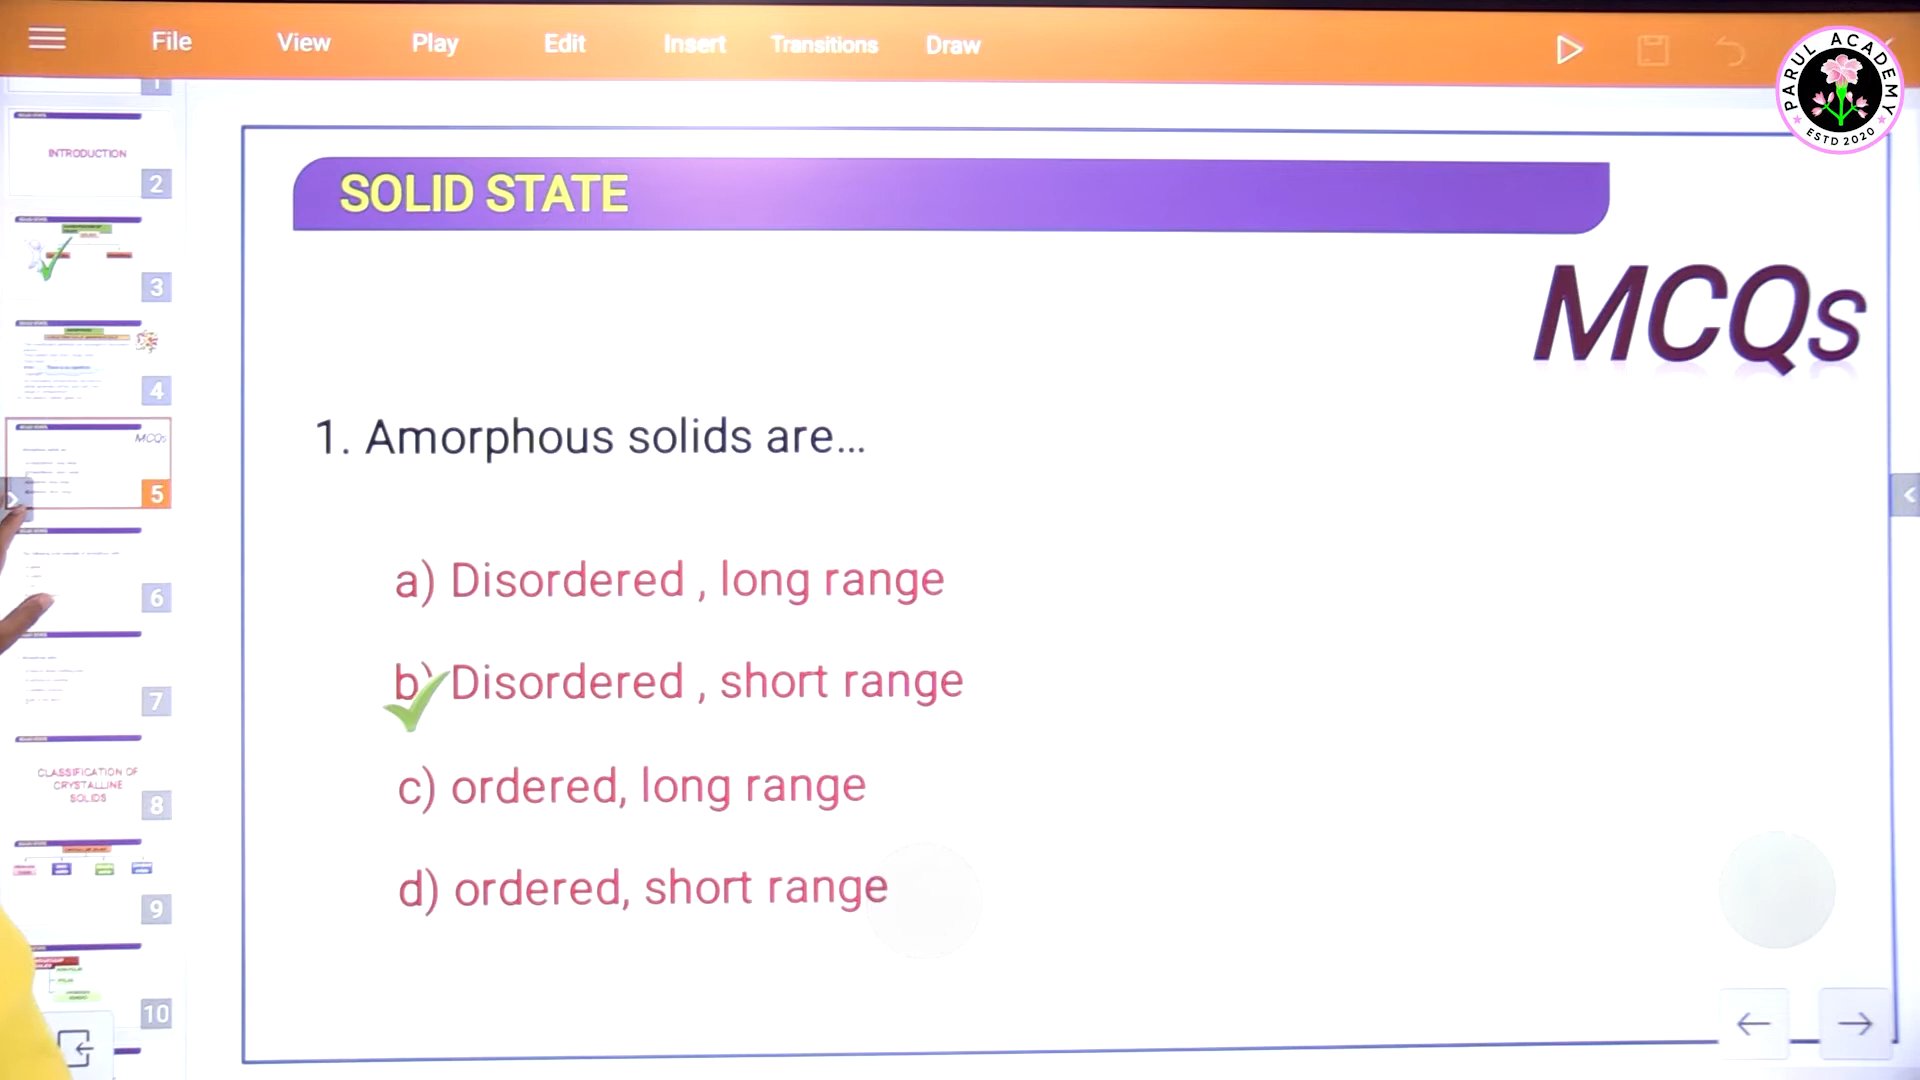 File View Play Edit Insert Transitions Draw
PARUL ACADEMY
ESTD 2020
1
INTRODUCTION
2
3
4
MCQs
5
6
7
CLASSIFICATION OF
CRYSTALLINE
SOLIDS
8
9
10
SOLID STATE
MCQs
1. Amorphous solids are...
a) Disordered , long range
b) Disordered , short range
c) ordered, long range
d) ordered, short range